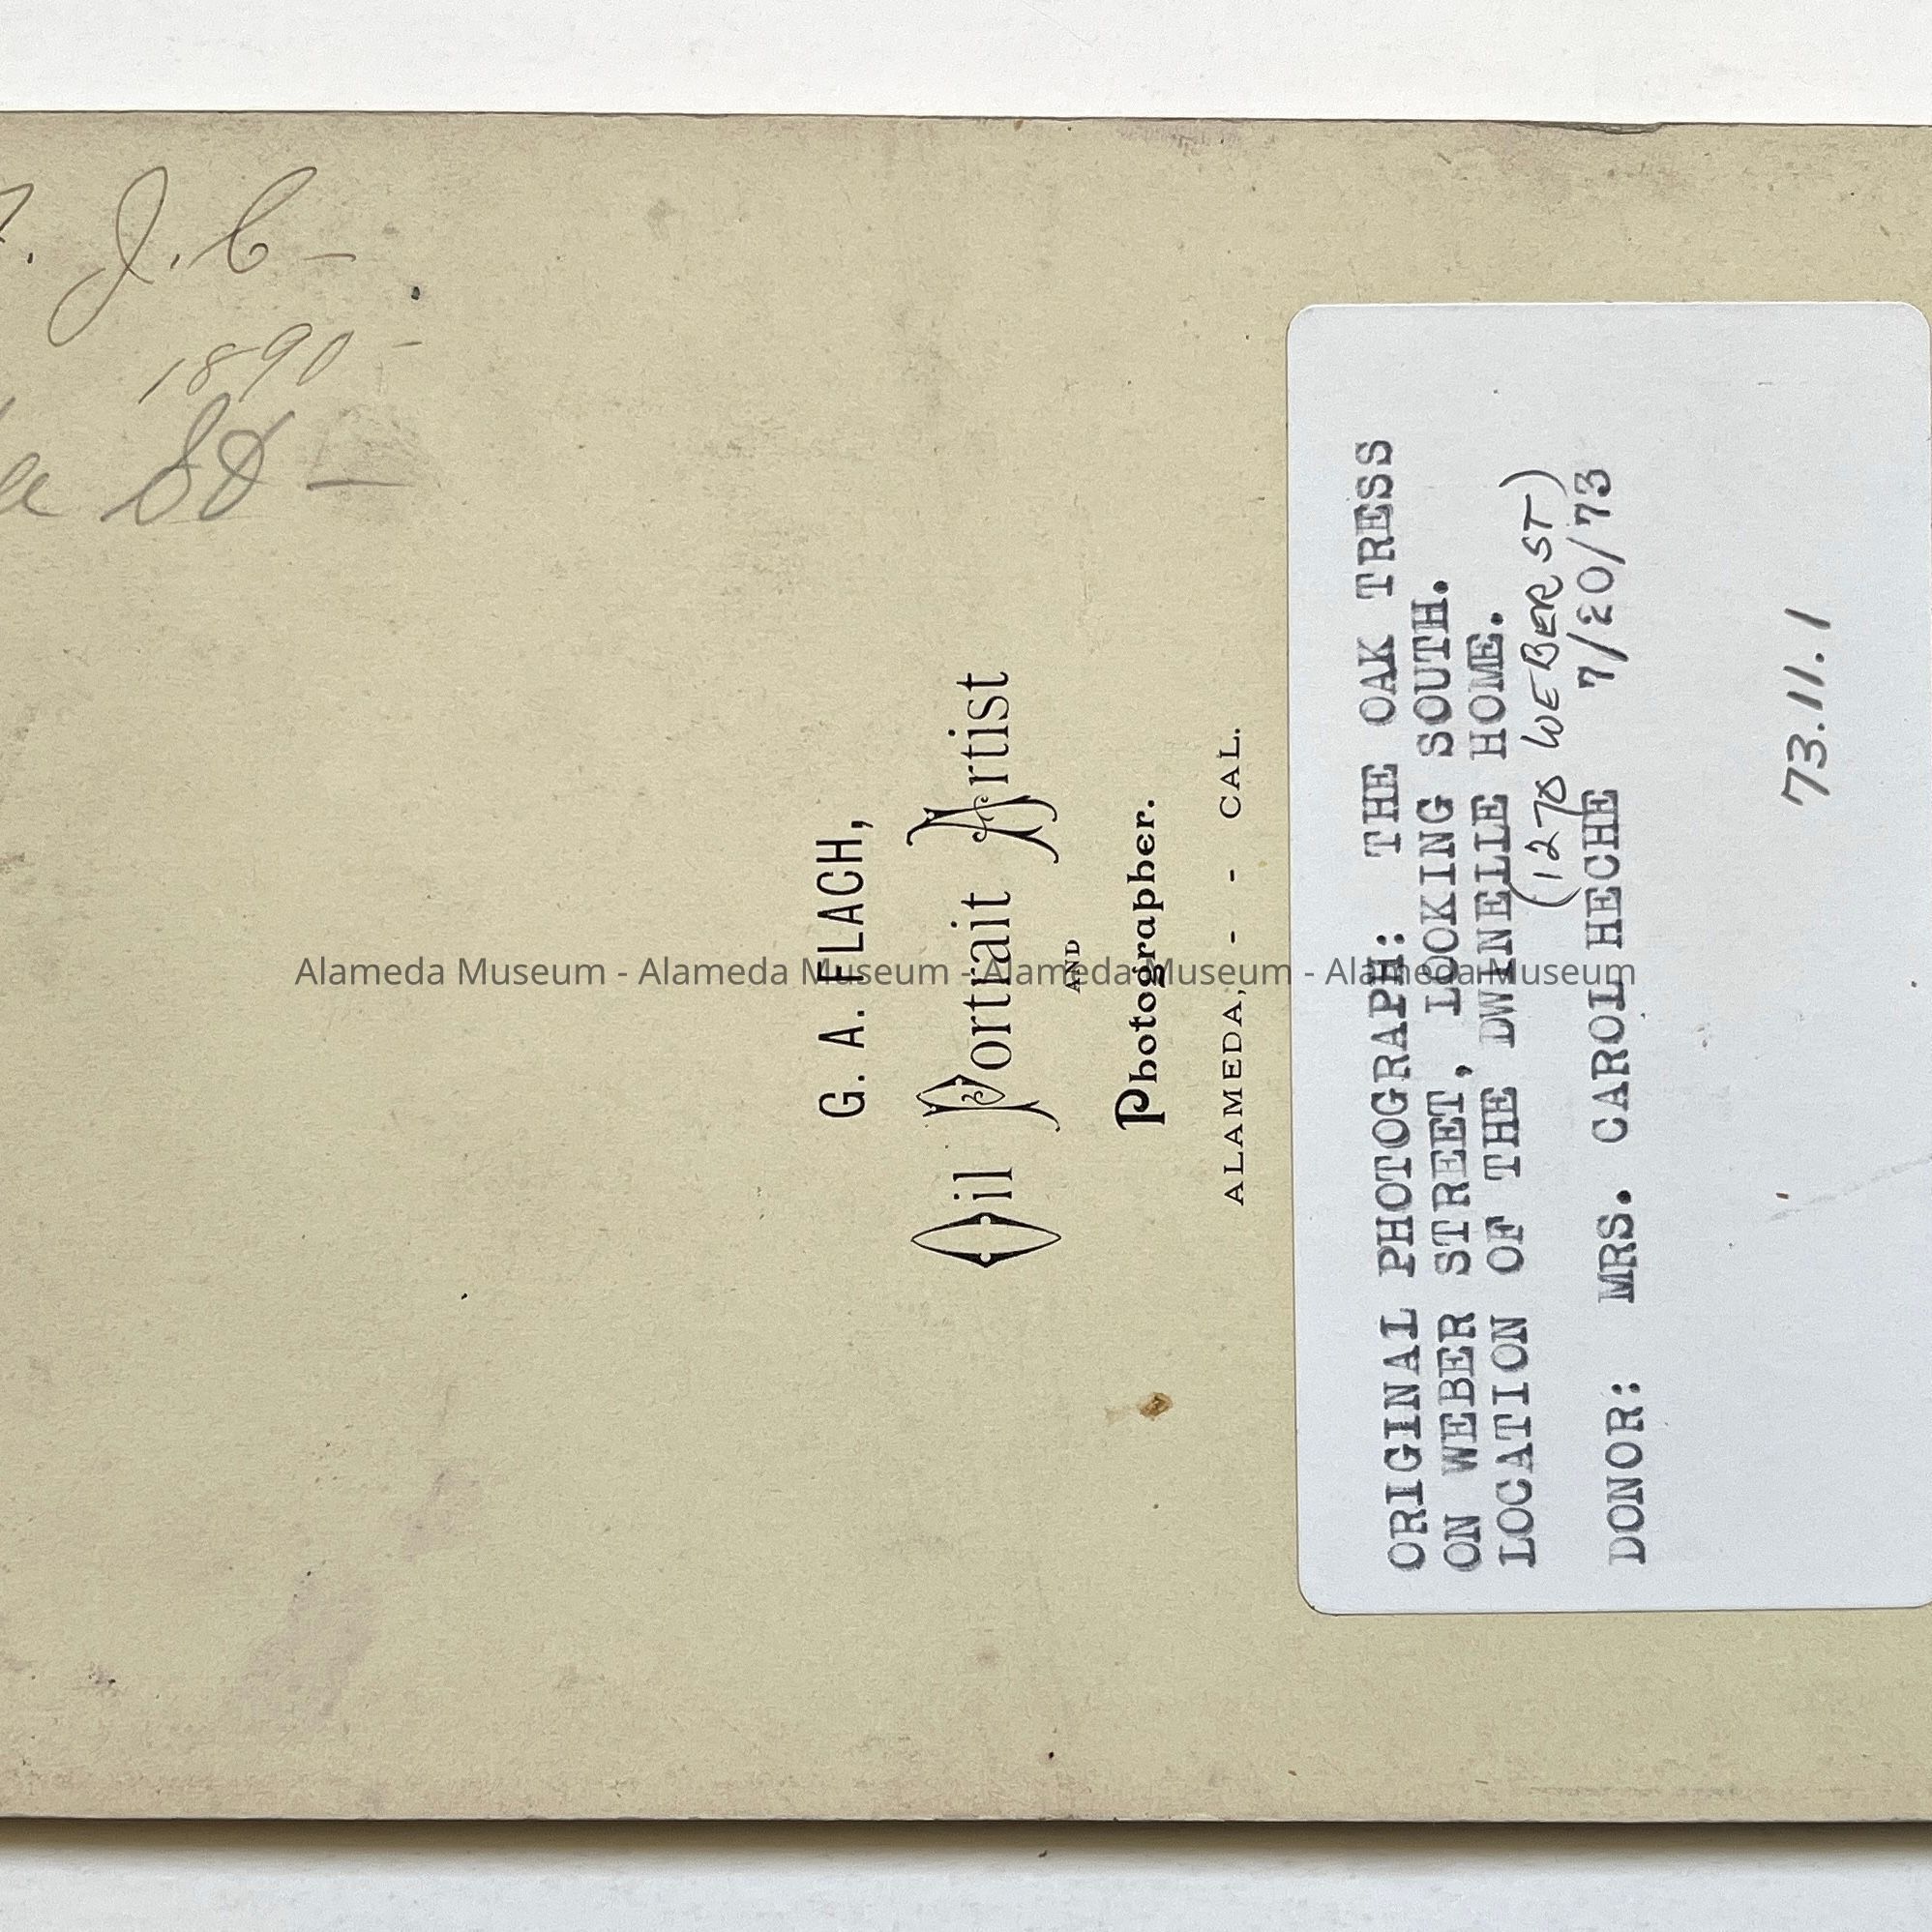 J.C-
1890-
G. A. FLACH,
Oil Portrait Artist
AND
Photographer.
ALAMEDA, - - CAL.
ORIGINAL PHOTOGRAPH: THE OAK TRESS
ON WEBER STREET, LOOKING SOUTH.
LOCATION OF THE DWINELLE HOME.
(1270 WEBER ST)
DONOR: MRS. CAROL HECHE 7/20/73
73.11.1
Alameda Museum - Alameda Museum - Alameda Museum - Alameda Museum